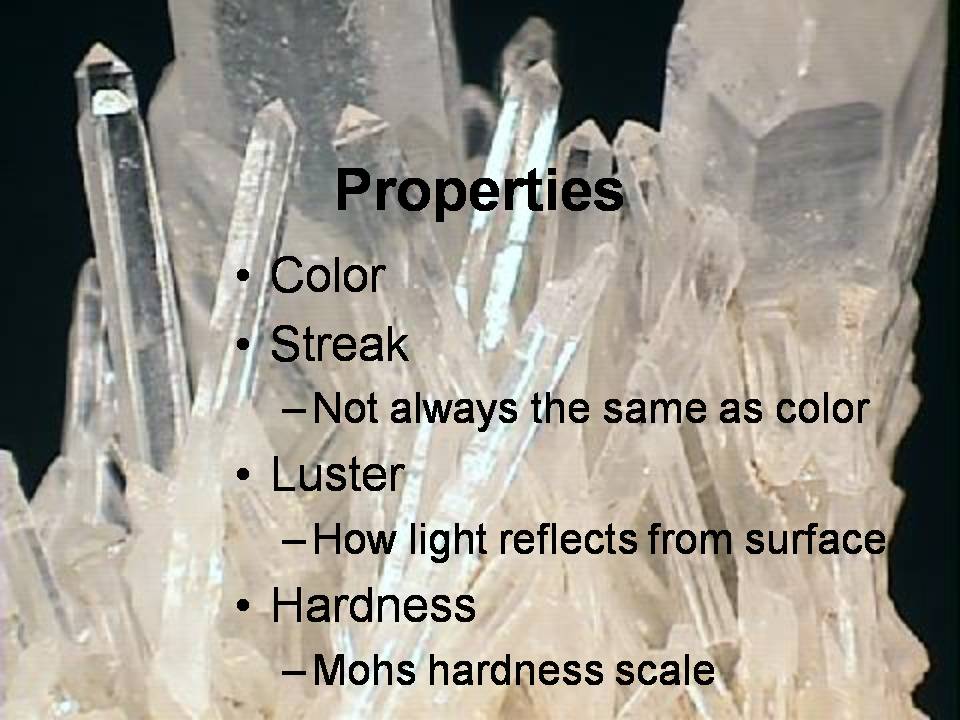 Properties
• Color
• Streak
–Not always the same as color
• Luster
–How light reflects from surface
• Hardness
–Mohs hardness scale